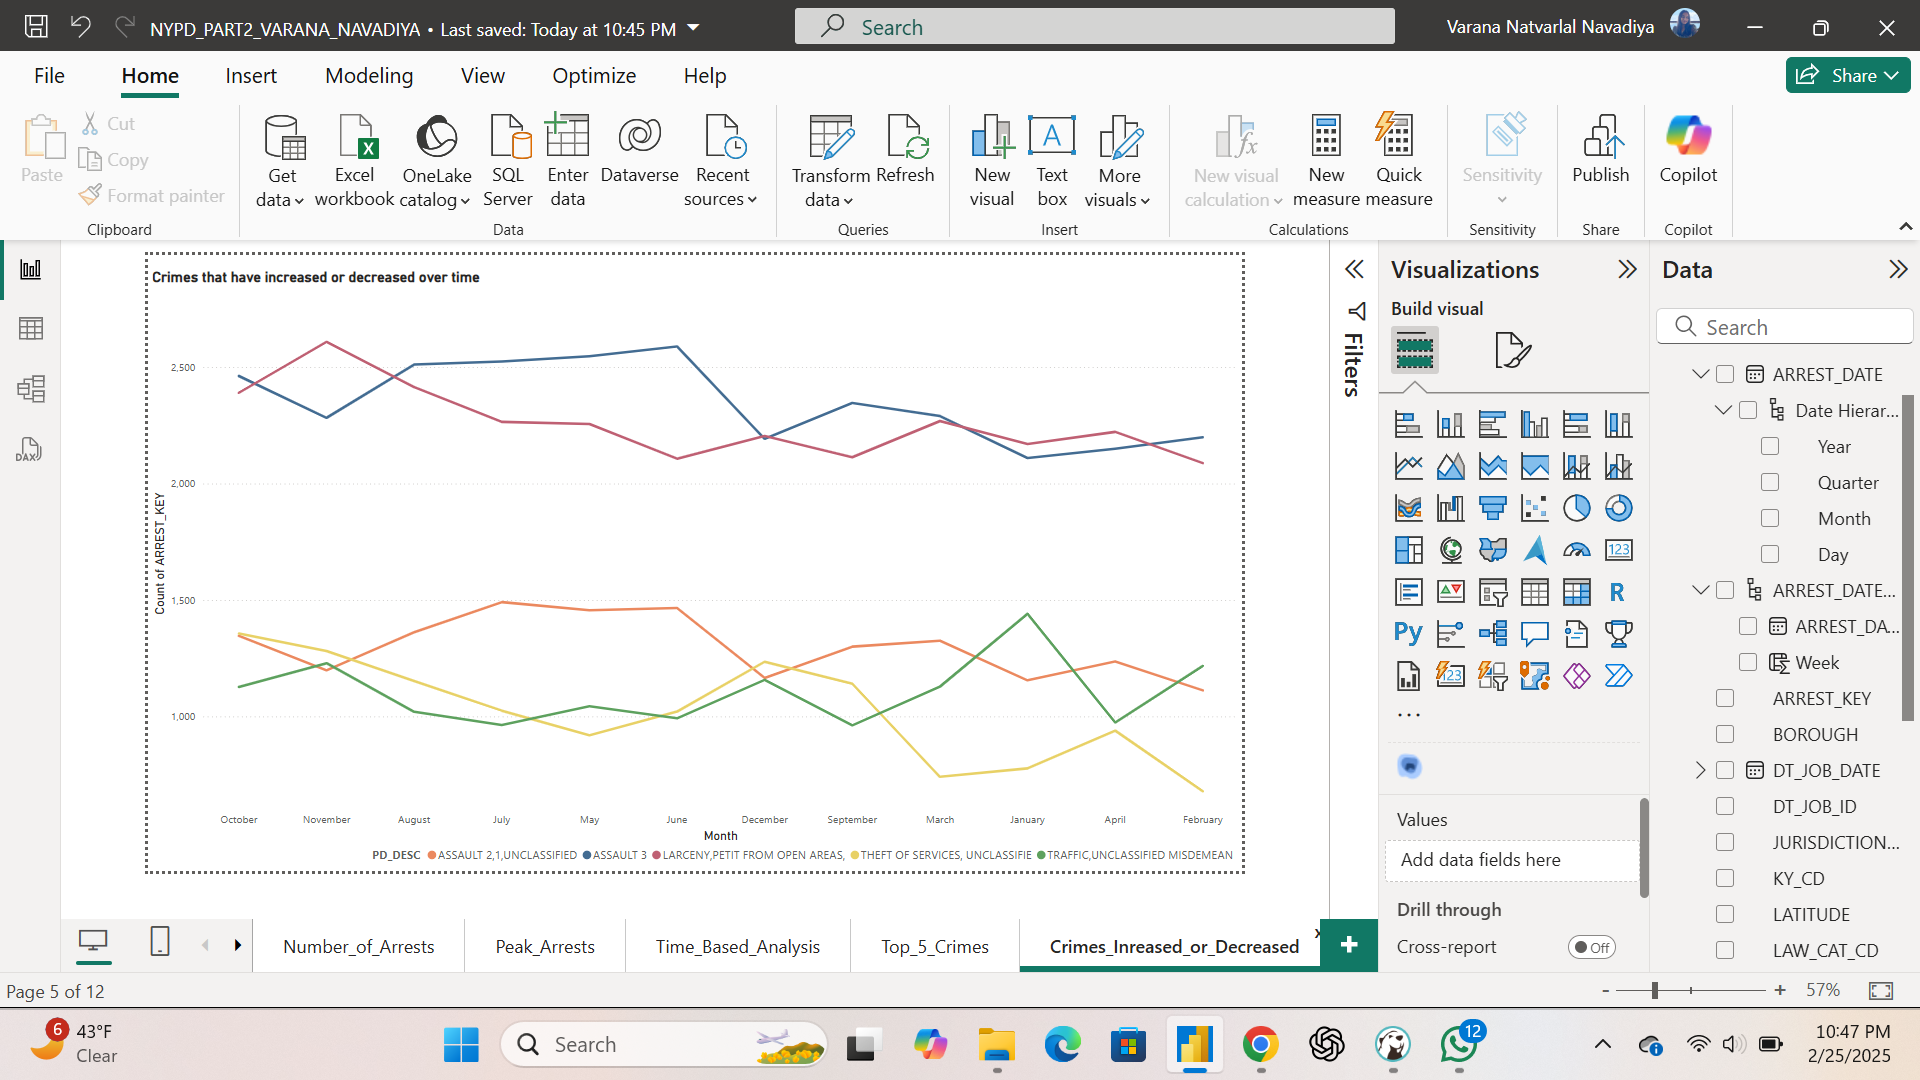 NYPD_PART2_VARANA_NAVADIYA • Last saved: Today at 10:45 PM
Search
Varana Natvarlal Navadiya
File
Home
Insert
Modeling
View
Optimize
Help
Share
Paste
Cut
Copy
Format painter
Clipboard
Get data
Excel workbook
OneLake catalog
SQL Server
Enter data
Dataverse
Recent sources
Data
Transform data
Refresh
Queries
New visual
A
Text box
More visuals
Insert
fx
New visual calculation
New measure
Quick measure
Calculations
Sensitivity
Sensitivity
Publish
Share
Copilot
Copilot
DAX
Crimes that have increased or decreased over time
Count of ARREST_KEY
2,500
2,000
1,500
1,000
October November August July May June December September March January April February
Month
PD_DESC ASSAULT 2,1,UNCLASSIFIED ASSAULT 3 LARCENY,PETIT FROM OPEN AREAS, THEFT OF SERVICES, UNCLASSIFIE TRAFFIC,UNCLASSIFIED MISDEMEAN
Filters
Visualizations
Build visual
123
R
Py
123
...
Values
Add data fields here
Drill through
Cross-report
Off
Data
Search
ARREST_DATE
Date Hierar...
Year
Quarter
Month
Day
ARREST_DATE...
ARREST_DA...
Week
ARREST_KEY
BOROUGH
DT_JOB_DATE
DT_JOB_ID
JURISDICTION...
KY_CD
LATITUDE
LAW_CAT_CD
Number_of_Arrests
Peak_Arrests
Time_Based_Analysis
Top_5_Crimes
Crimes_Inreased_or_Decreased
x
+
Page 5 of 12
- + 57%
6
43°F
Clear
Search
12
10:47 PM
2/25/2025